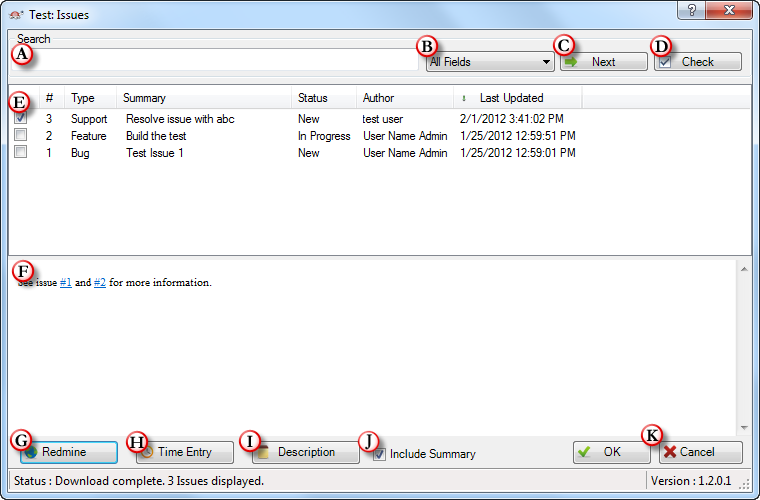 Test: Issues
Search
A
B All Fields
C Next
D Check
E # Type Summary Status Author Last Updated
3 Support Resolve issue with abc New test user 2/1/2012 3:41:02 PM
2 Feature Build the test In Progress User Name Admin 1/25/2012 12:59:51 PM
1 Bug Test Issue 1 New User Name Admin 1/25/2012 12:59:01 PM
F
See issue #1 and #2 for more information.
G Redmine
H Time Entry
I Description
J Include Summary
OK
K Cancel
Status : Download complete. 3 Issues displayed.
Version : 1.2.0.1